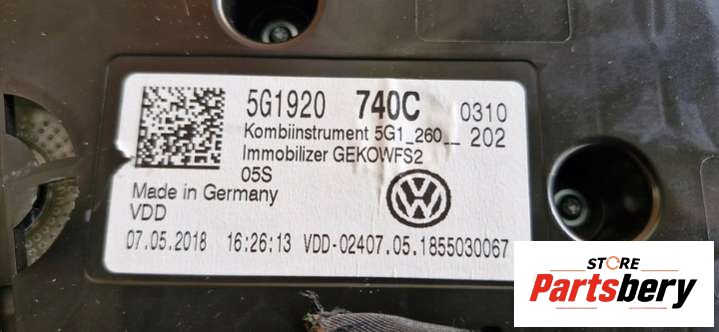 5G1920 740C 0310
Kombiinstrument 5G1_260__ 202
Immobilizer GEKOWFS2
05S
Made in Germany
VDD
07.05.2018 16:26:13 VDD-02407.05.1855030067
STORE
Partsbery